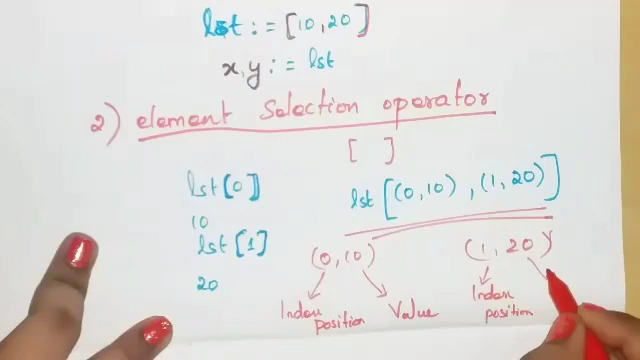 lst := [10, 20]
x, y := lst
2) element Selection operator
[ ]
lst[0]
10
lst [1]
20
lst [(0, 10), (1, 20)]
(0, 10)
(1, 20)
Index position
Value
Index position